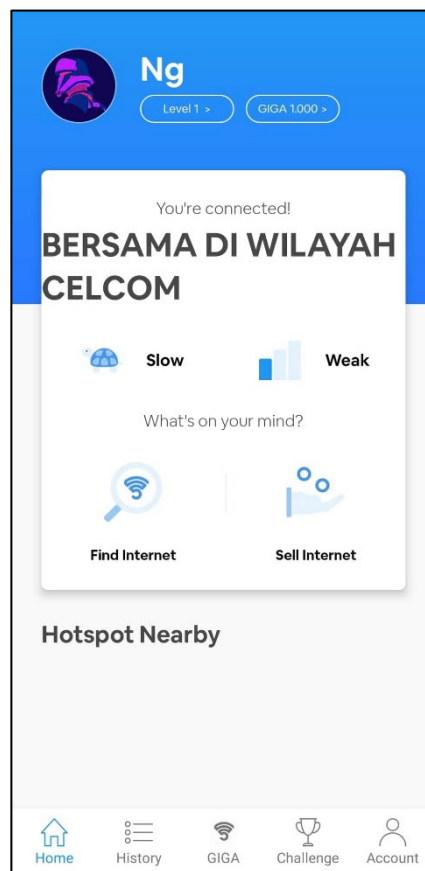 Ng
Level 1 >
GIGA 1.000 >
You're connected!
BERSAMA DI WILAYAH
CELCOM
Slow
Weak
What's on your mind?
Find Internet
Sell Internet
Hotspot Nearby
Home
History
GIGA
Challenge
Account